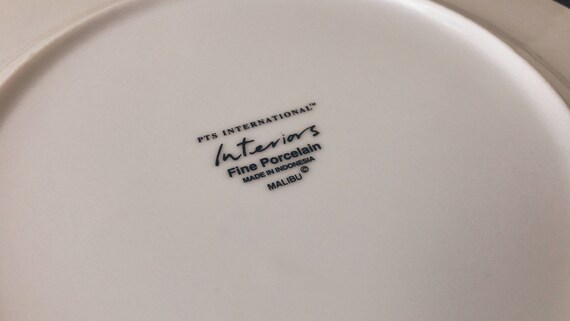 PTS INTERNATIONAL™
Interiors
Fine Porcelain
MADE IN INDONESIA
MALIBU©